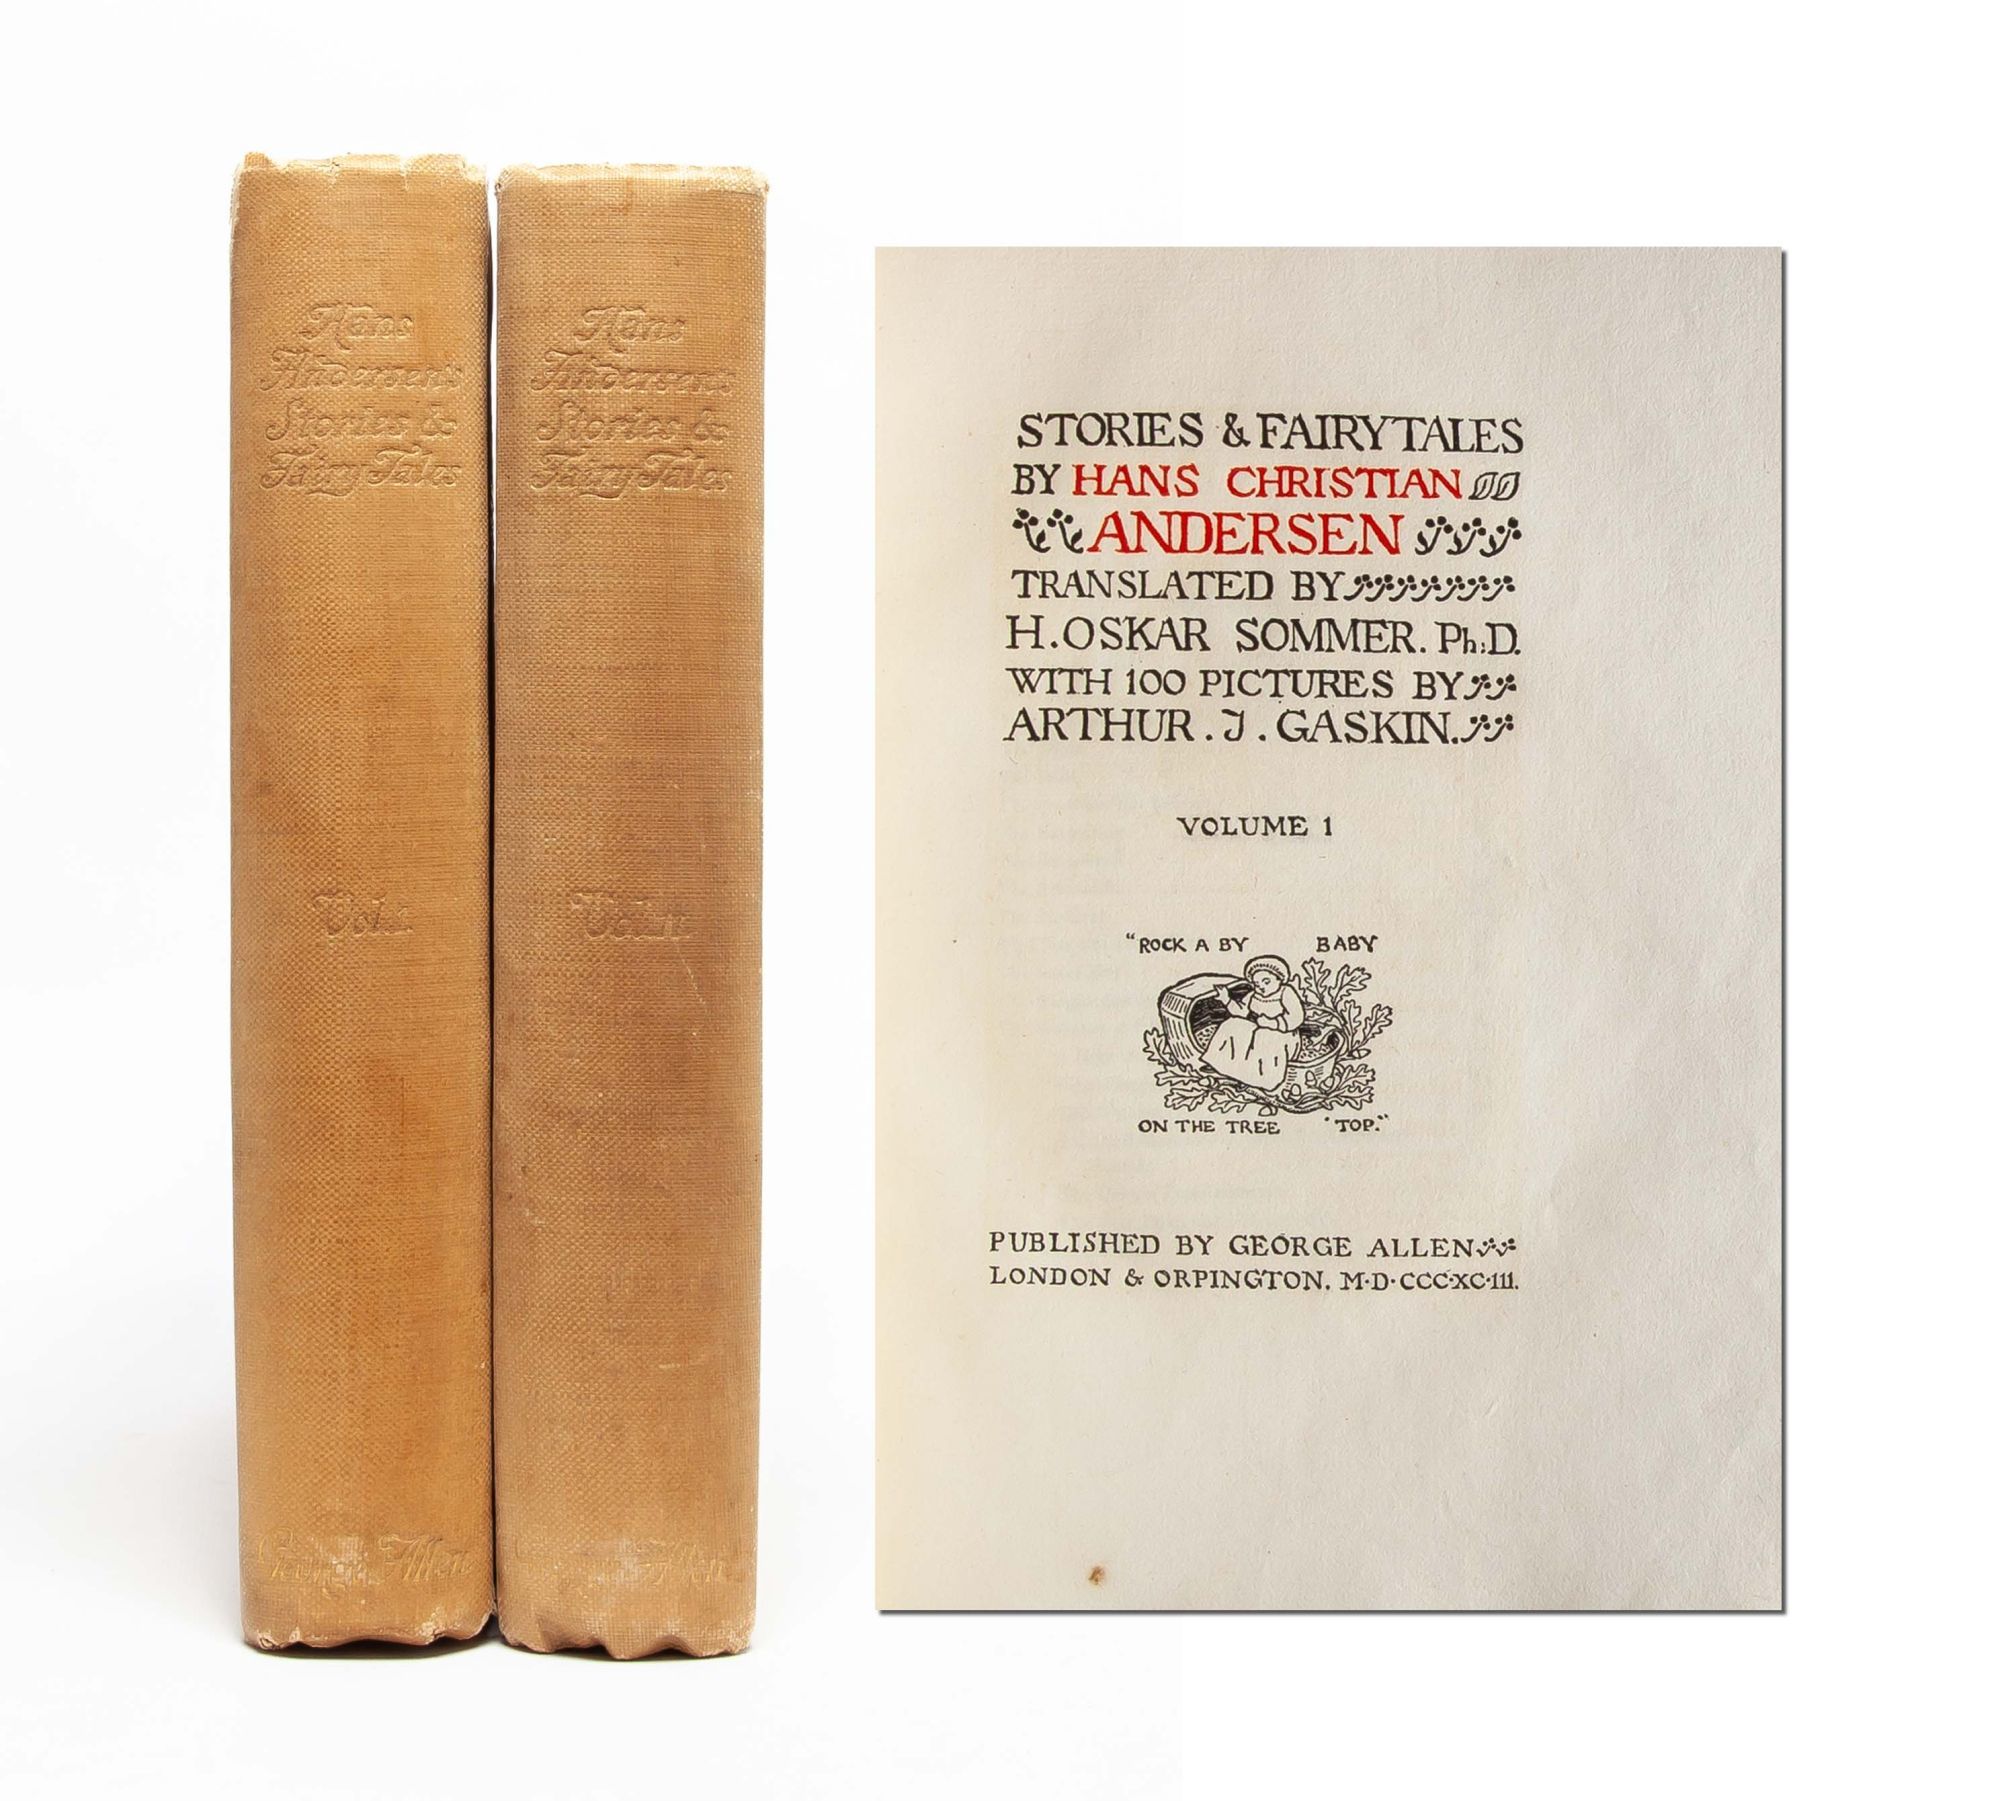 Hans
Andersen's
Stories &
Fairy Tales
Vol. I.
George Allen
Hans
Andersen's
Stories &
Fairy Tales
Vol. II.
George Allen
STORIES & FAIRYTALES
BY HANS CHRISTIAN
ANDERSEN
TRANSLATED BY
H. OSKAR SOMMER. Ph:D.
WITH 100 PICTURES BY
ARTHUR. J. GASKIN.
VOLUME 1
"ROCK A BY BABY
ON THE TREE 'TOP."
PUBLISHED BY GEORGE ALLEN
LONDON & ORPINGTON. M·D·CCC·XC·III.